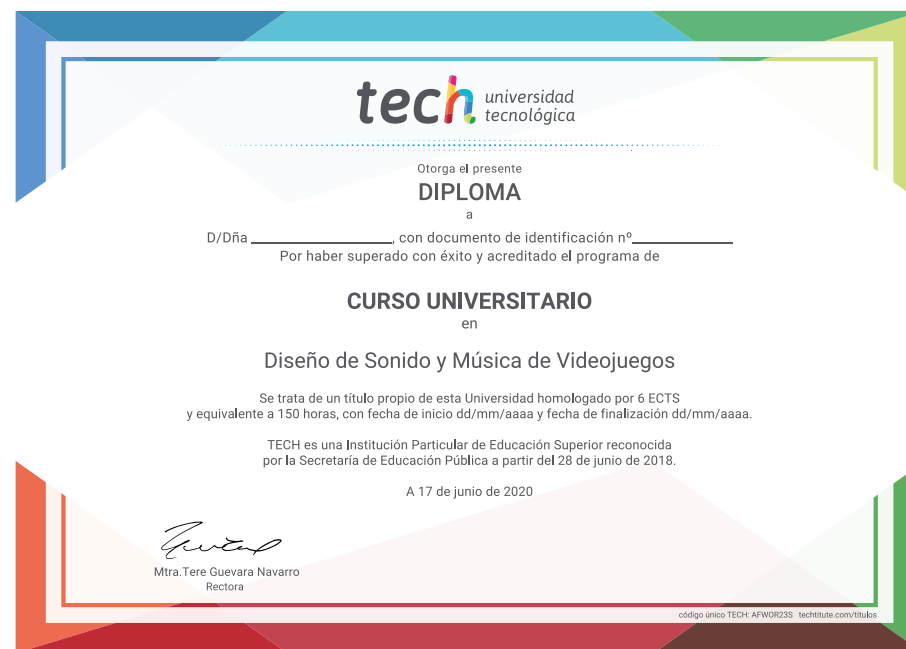 tech universidad
tecnológica
Otorga el presente
DIPLOMA
a
D/Dña ____________________, con documento de identificación nº______________
Por haber superado con éxito y acreditado el programa de
CURSO UNIVERSITARIO
en
Diseño de Sonido y Música de Videojuegos
Se trata de un título propio de esta Universidad homologado por 6 ECTS
y equivalente a 150 horas, con fecha de inicio dd/mm/aaaa y fecha de finalización dd/mm/aaaa.
TECH es una Institución Particular de Educación Superior reconocida
por la Secretaría de Educación Pública a partir del 28 de junio de 2018.
A 17 de junio de 2020
Mtra.Tere Guevara Navarro
Rectora
código único TECH: AFWOR23S techtitute.com/titulos